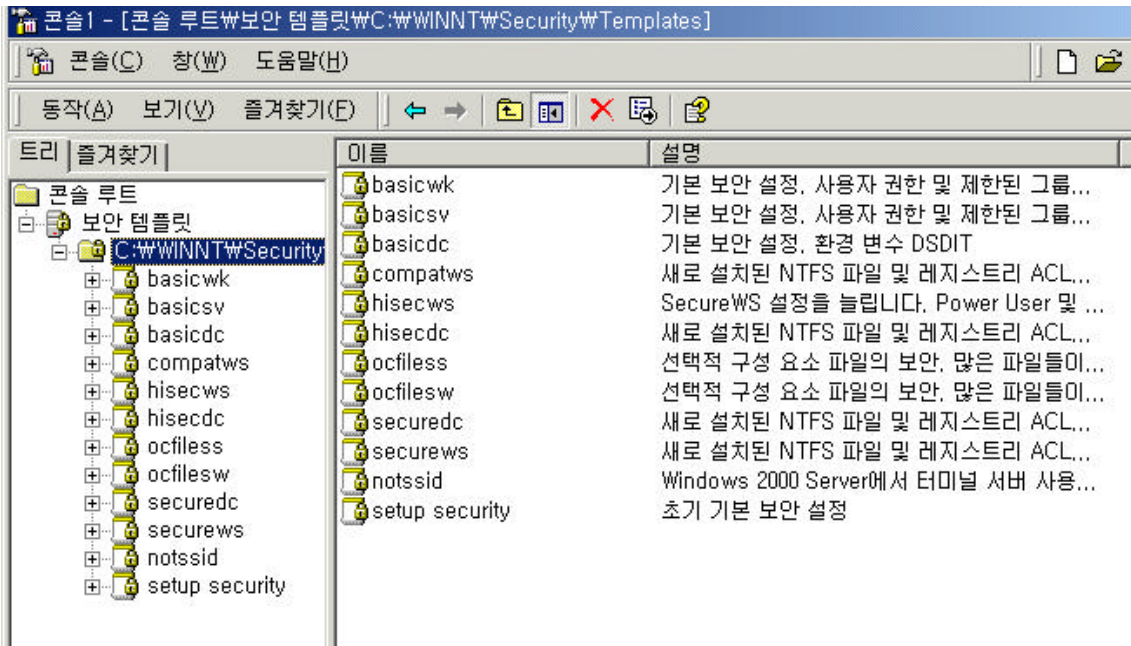 콘솔1 - [콘솔 루트₩보안 템플릿₩C:₩WINNT₩Security₩Templates]
콘솔(C) 창(W) 도움말(H)
동작(A) 보기(V) 즐겨찾기(F)
트리 즐겨찾기
콘솔 루트
보안 템플릿
C:₩WINNT₩Security
basicwk
basicsv
basicdc
compatws
hisecws
hisecdc
ocfiless
ocfilesw
securedc
securews
notssid
setup security
이름 설명
basicwk 기본 보안 설정, 사용자 권한 및 제한된 그룹...
basicsv 기본 보안 설정, 사용자 권한 및 제한된 그룹...
basicdc 기본 보안 설정, 환경 변수 DSDIT
compatws 새로 설치된 NTFS 파일 및 레지스트리 ACL...
hisecws SecureWS 설정을 늘립니다. Power User 및 ...
hisecdc 새로 설치된 NTFS 파일 및 레지스트리 ACL...
ocfiless 선택적 구성 요소 파일의 보안, 많은 파일들이...
ocfilesw 선택적 구성 요소 파일의 보안, 많은 파일들이...
securedc 새로 설치된 NTFS 파일 및 레지스트리 ACL...
securews 새로 설치된 NTFS 파일 및 레지스트리 ACL...
notssid Windows 2000 Server에서 터미널 서버 사용...
setup security 초기 기본 보안 설정